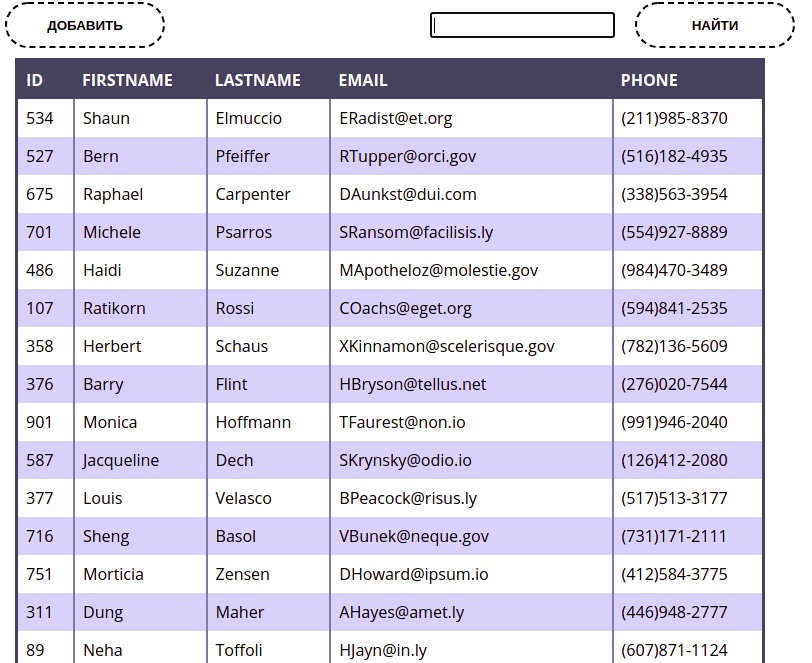 ДОБАВИТЬ НАЙТИ
ID FIRSTNAME LASTNAME EMAIL PHONE
534 Shaun Elmuccio ERadist@et.org (211)985-8370
527 Bern Pfeiffer RTupper@orci.gov (516)182-4935
675 Raphael Carpenter DAunkst@dui.com (338)563-3954
701 Michele Psarros SRansom@facilisis.ly (554)927-8889
486 Haidi Suzanne MApotheloz@molestie.gov (984)470-3489
107 Ratikorn Rossi COachs@eget.org (594)841-2535
358 Herbert Schaus XKinnamon@scelerisque.gov (782)136-5609
376 Barry Flint HBryson@tellus.net (276)020-7544
901 Monica Hoffmann TFaurest@non.io (991)946-2040
587 Jacqueline Dech SKrynsky@odio.io (126)412-2080
377 Louis Velasco BPeacock@risus.ly (517)513-3177
716 Sheng Basol VBunek@neque.gov (731)171-2111
751 Morticia Zensen DHoward@ipsum.io (412)584-3775
311 Dung Maher AHayes@amet.ly (446)948-2777
89 Neha Toffoli HJayn@in.ly (607)871-1124